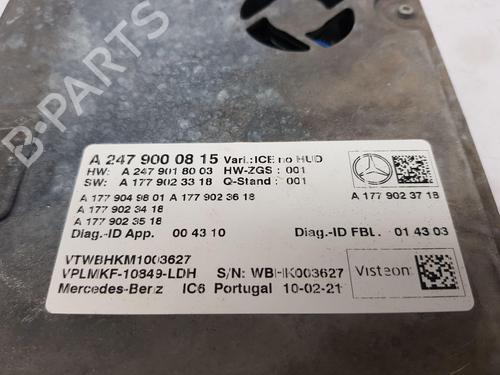 B-PARTS
A 247 900 08 15 Vari.:ICE no HUD
HW: A 247 901 80 03 HW-ZGS : 001
SW: A 177 902 33 18 Q-Stand : 001
A 177 904 98 01 A 177 902 36 18
A 177 902 34 18
A 177 902 35 18
A 177 902 37 18
Diag.-ID App. 00 43 10 Diag.-ID FBL. 01 43 03
VTWBHKM1003627
VPLMKF-10849-LDH S/N: WBHK003627
Mercedes-Benz IC6 Portugal 10-02-21
Visteon